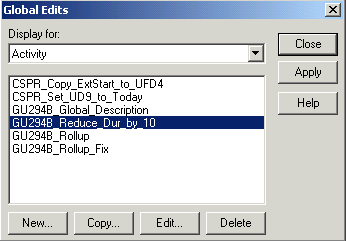 Global Edits
Display for:
Activity
Close
Apply
Help
CSPR_Copy_ExtStart_to_UFD4
CSPR_Set_UD9_to_Today
GU294B_Global_Description
GU294B_Reduce_Dur_by_10
GU294B_Rollup
GU294B_Rollup_Fix
New...
Copy...
Edit...
Delete